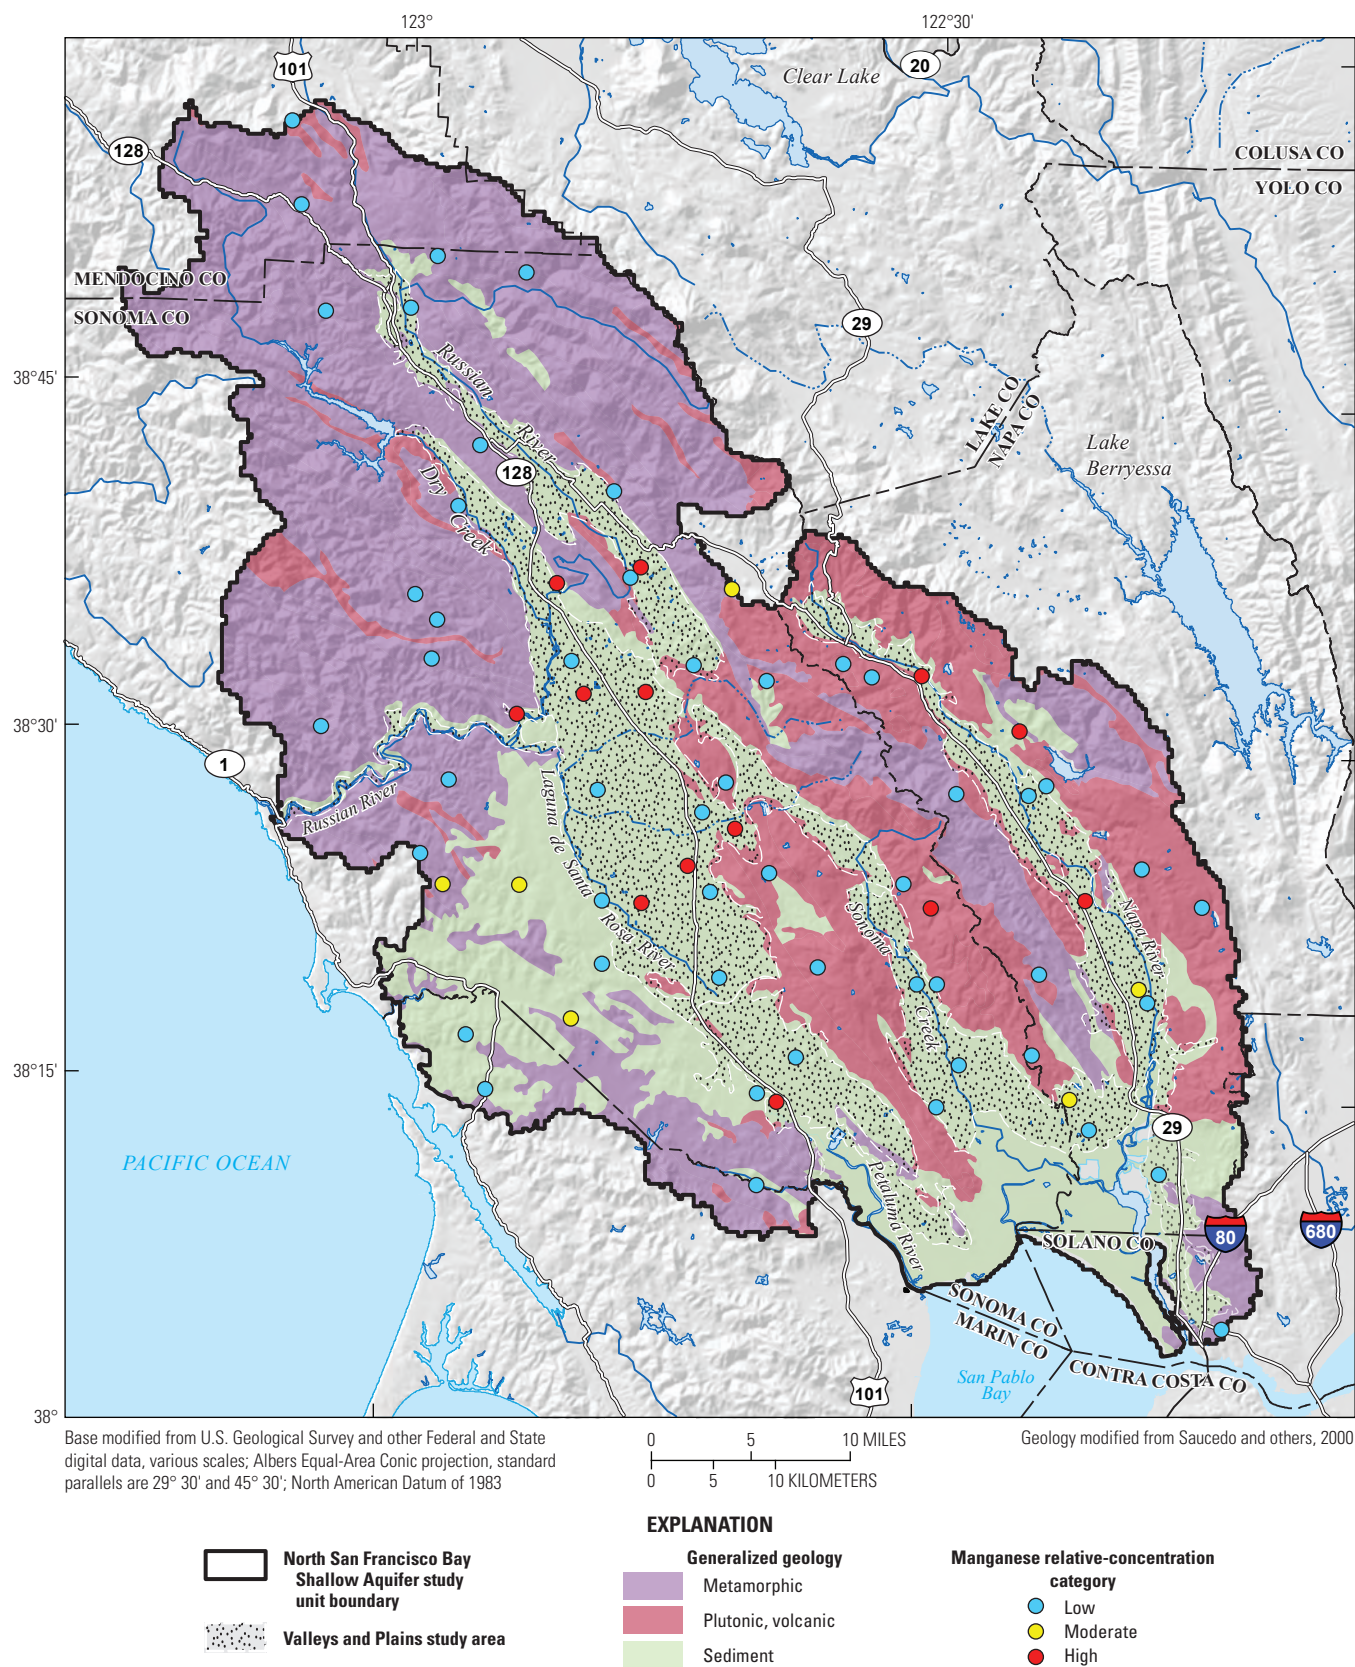 123°
122°30'
101
Clear Lake
20
128
COLUSA CO
YOLO CO
MENDOCINO CO
SONOMA CO
29
38°45'
Russian
River
LAKE CO
NAPA CO
Lake
Berryessa
128
Dry
Creek
38°30'
1
Russian River
Laguna de Santa
Rosa River
Sonoma
Creek
Napa River
38°15'
29
PACIFIC OCEAN
Petaluma River
SOLANO CO
80
680
SONOMA CO
MARIN CO
CONTRA COSTA CO
San Pablo
Bay
101
38°
Base modified from U.S. Geological Survey and other Federal and State
digital data, various scales; Albers Equal-Area Conic projection, standard
parallels are 29° 30' and 45° 30'; North American Datum of 1983
0 5 10 MILES
0 5 10 KILOMETERS
Geology modified from Saucedo and others, 2000
EXPLANATION
North San Francisco Bay
Shallow Aquifer study
unit boundary
Valleys and Plains study area
Generalized geology
Metamorphic
Plutonic, volcanic
Sediment
Manganese relative-concentration
category
Low
Moderate
High